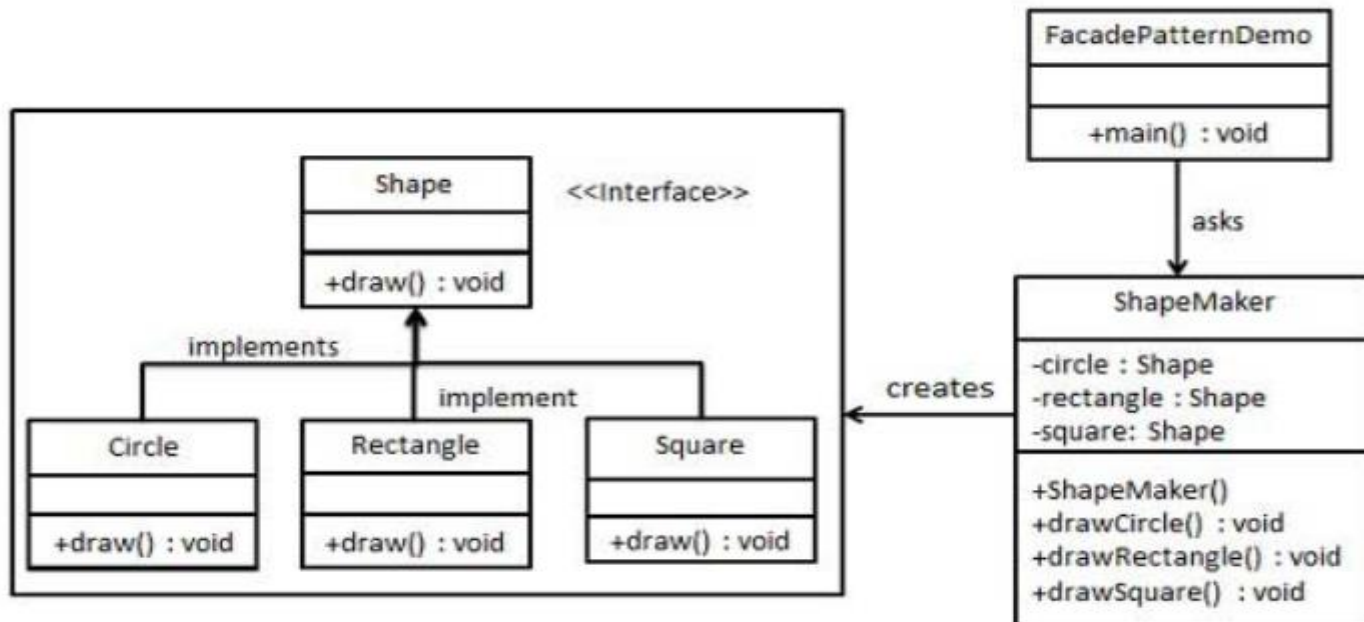 FacadePatternDemo
+main() : void
asks
Shape
<<Interface>>
+draw() : void
implements
implement
Circle
+draw() : void
Rectangle
+draw() : void
Square
+draw() : void
creates
ShapeMaker
-circle : Shape
-rectangle : Shape
-square: Shape
+ShapeMaker()
+drawCircle() : void
+drawRectangle() : void
+drawSquare() : void